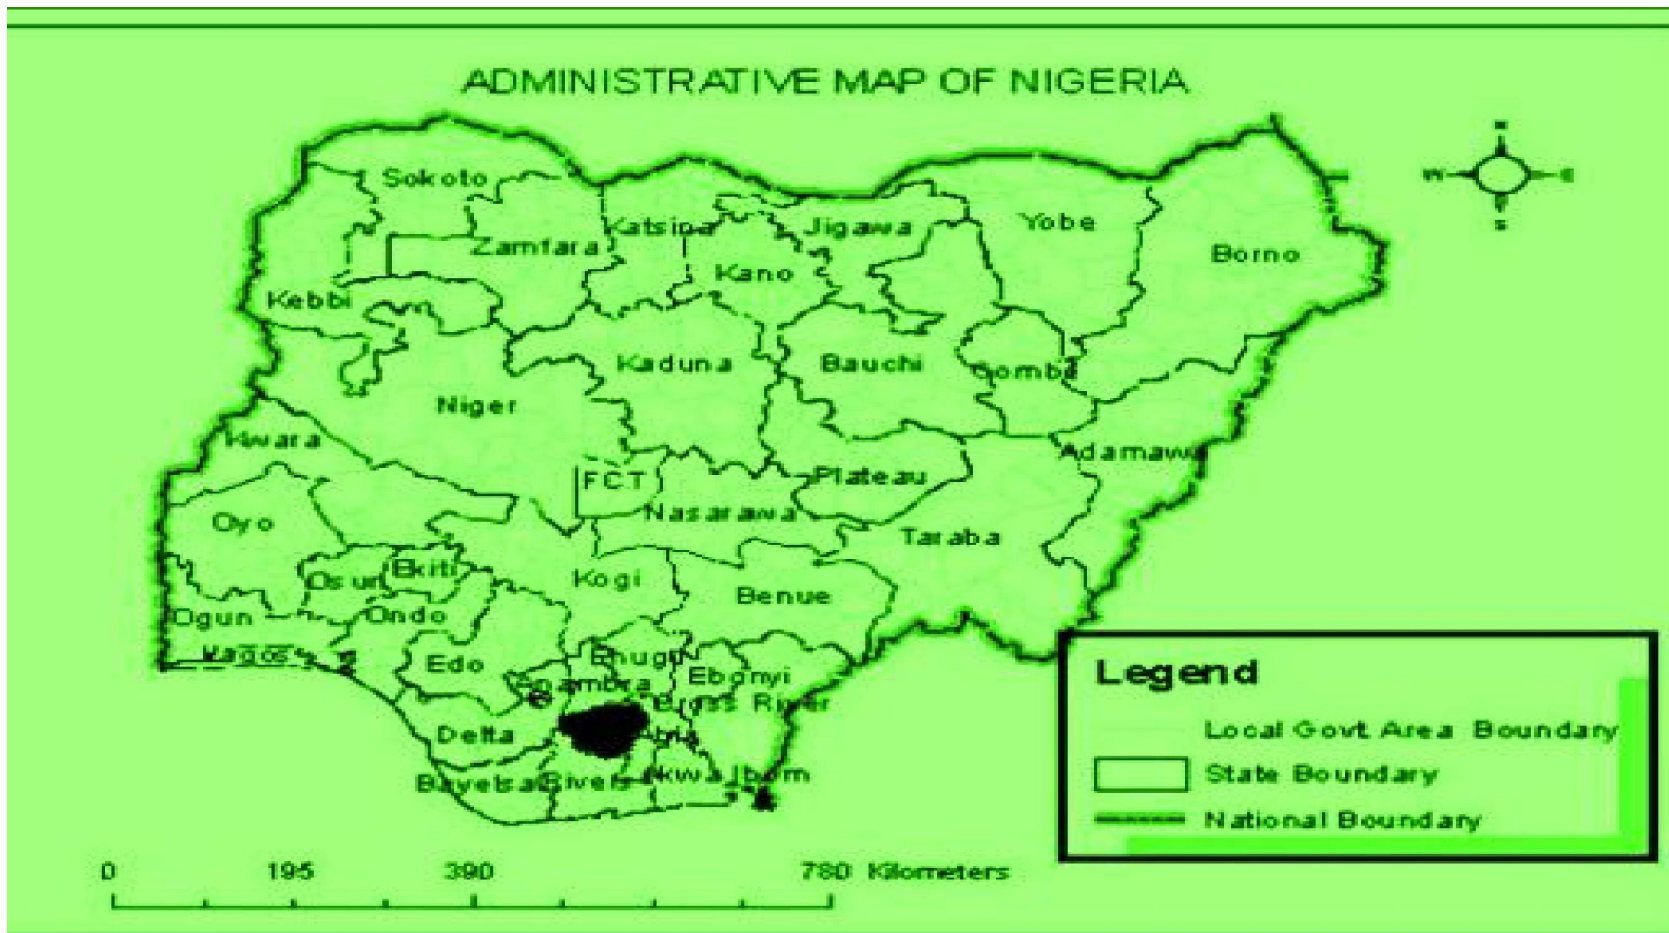 ADMINISTRATIVE MAP OF NIGERIA
N
W E
S
Sokoto
Katsina
Jigawa
Yobe
Zamfara
Kano
Borno
Kebbi
Kaduna
Bauchi
Gombe
Niger
Kwara
Adamawa
FCT
Plateau
Nasarawa
Oyo
Taraba
Osun
Ekiti
Kogi
Benue
Ogun
Ondo
Lagos
Edo
Enugu
Ebonyi
Anambra
Cross River
Delta
Abia
Bayelsa
Rivers
Akwa Ibom
Legend
Local Govt. Area Boundary
State Boundary
National Boundary
0 195 390 780 Kilometers